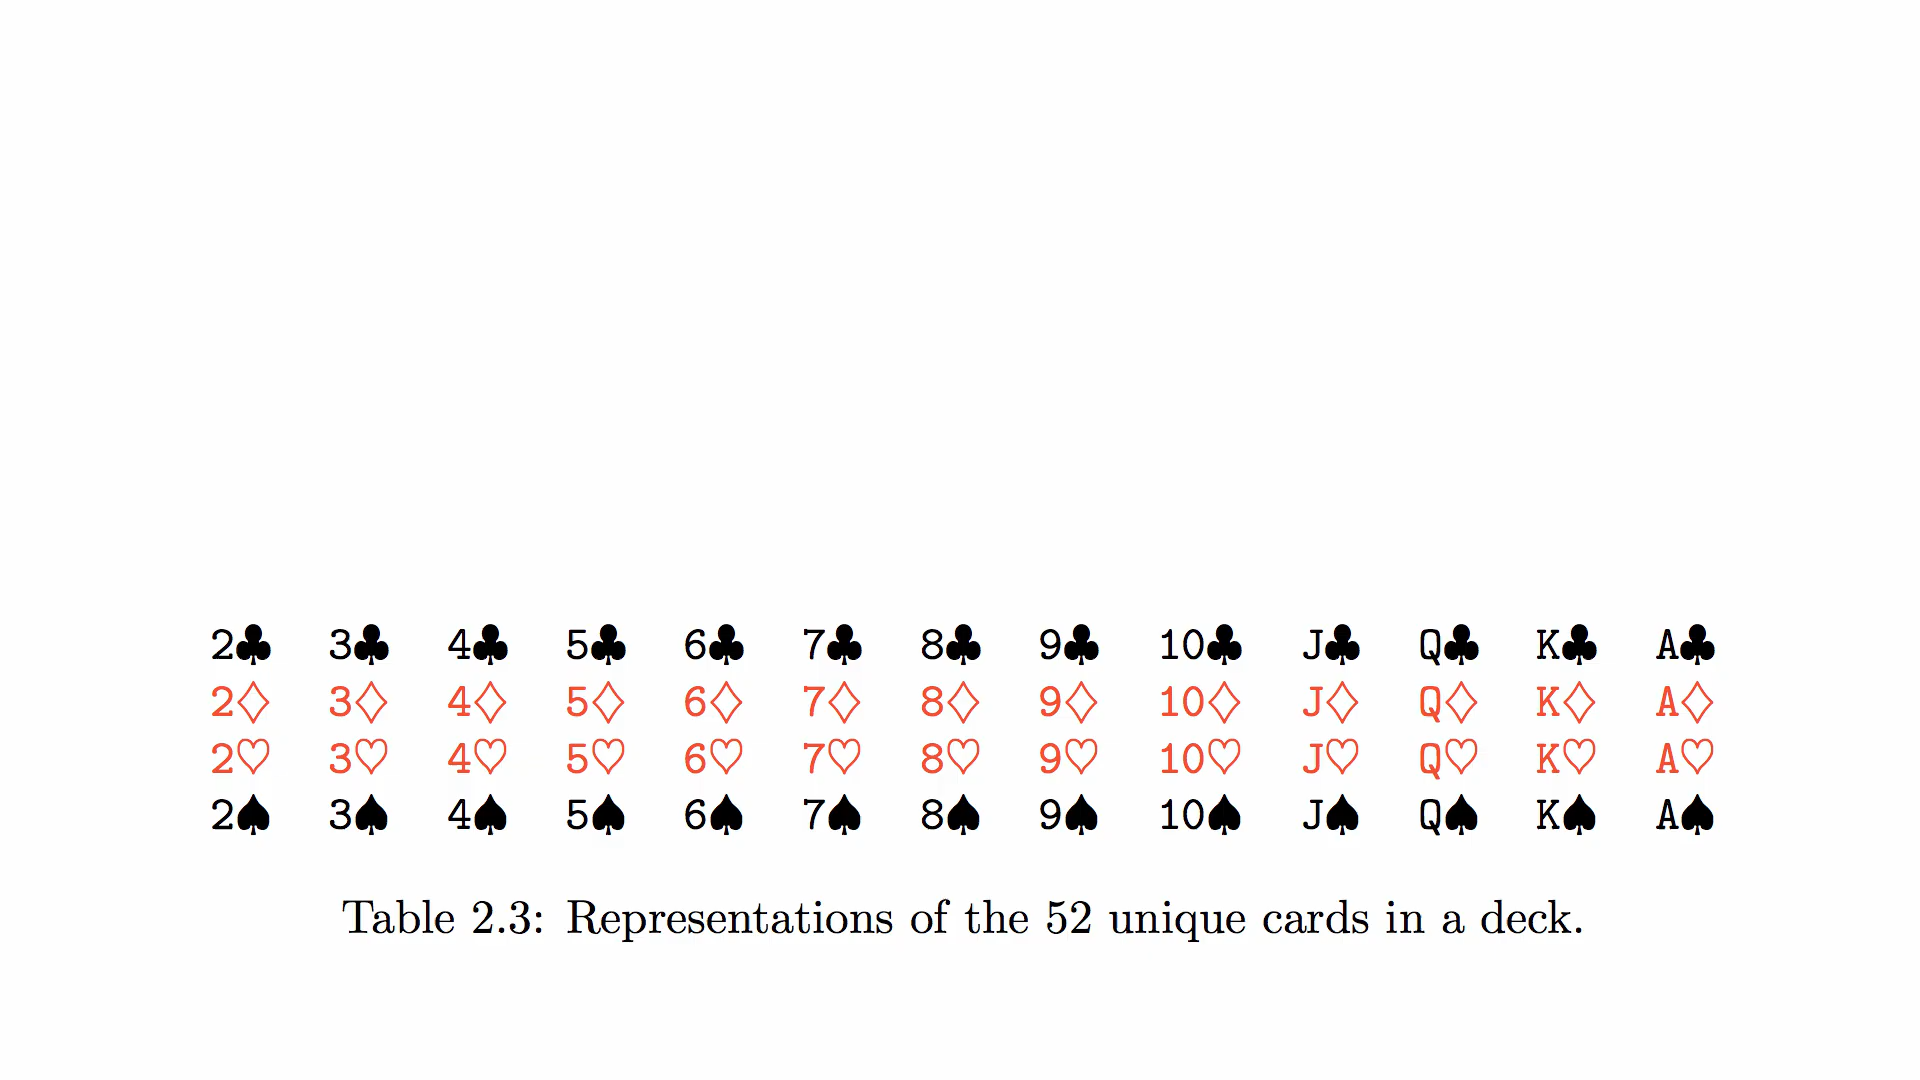 2♣ 3♣ 4♣ 5♣ 6♣ 7♣ 8♣ 9♣ 10♣ J♣ Q♣ K♣ A♣
2♢ 3♢ 4♢ 5♢ 6♢ 7♢ 8♢ 9♢ 10♢ J♢ Q♢ K♢ A♢
2♡ 3♡ 4♡ 5♡ 6♡ 7♡ 8♡ 9♡ 10♡ J♡ Q♡ K♡ A♡
2♠ 3♠ 4♠ 5♠ 6♠ 7♠ 8♠ 9♠ 10♠ J♠ Q♠ K♠ A♠
Table 2.3: Representations of the 52 unique cards in a deck.